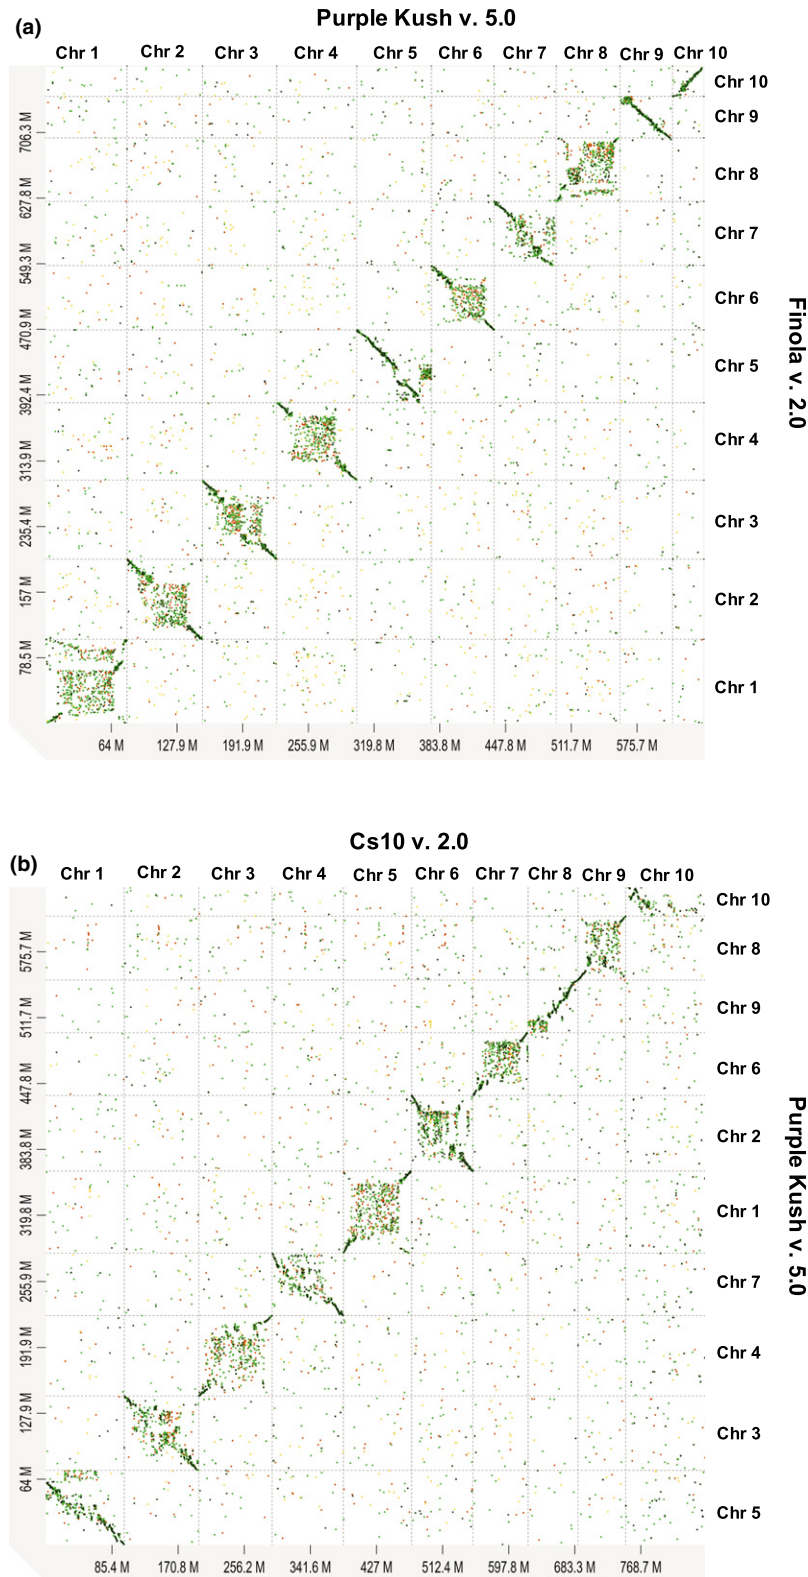 (a)
Purple Kush v. 5.0
Chr 1 Chr 2 Chr 3 Chr 4 Chr 5 Chr 6 Chr 7 Chr 8 Chr 9 Chr 10
Chr 10
Chr 9
Chr 8
Chr 7
Chr 6
Chr 5
Chr 4
Chr 3
Chr 2
Chr 1
706.3 M
627.8 M
549.3 M
470.9 M
392.4 M
313.9 M
235.4 M
157 M
78.5 M
Finola v. 2.0
64 M 127.9 M 191.9 M 255.9 M 319.8 M 383.8 M 447.8 M 511.7 M 575.7 M
(b)
Cs10 v. 2.0
Chr 1 Chr 2 Chr 3 Chr 4 Chr 5 Chr 6 Chr 7 Chr 8 Chr 9 Chr 10
Chr 10
Chr 8
Chr 9
Chr 6
Chr 2
Chr 1
Chr 7
Chr 4
Chr 3
Chr 5
575.7 M
511.7 M
447.8 M
383.8 M
319.8 M
255.9 M
191.9 M
127.9 M
64 M
Purple Kush v. 5.0
85.4 M 170.8 M 256.2 M 341.6 M 427 M 512.4 M 597.8 M 683.3 M 768.7 M